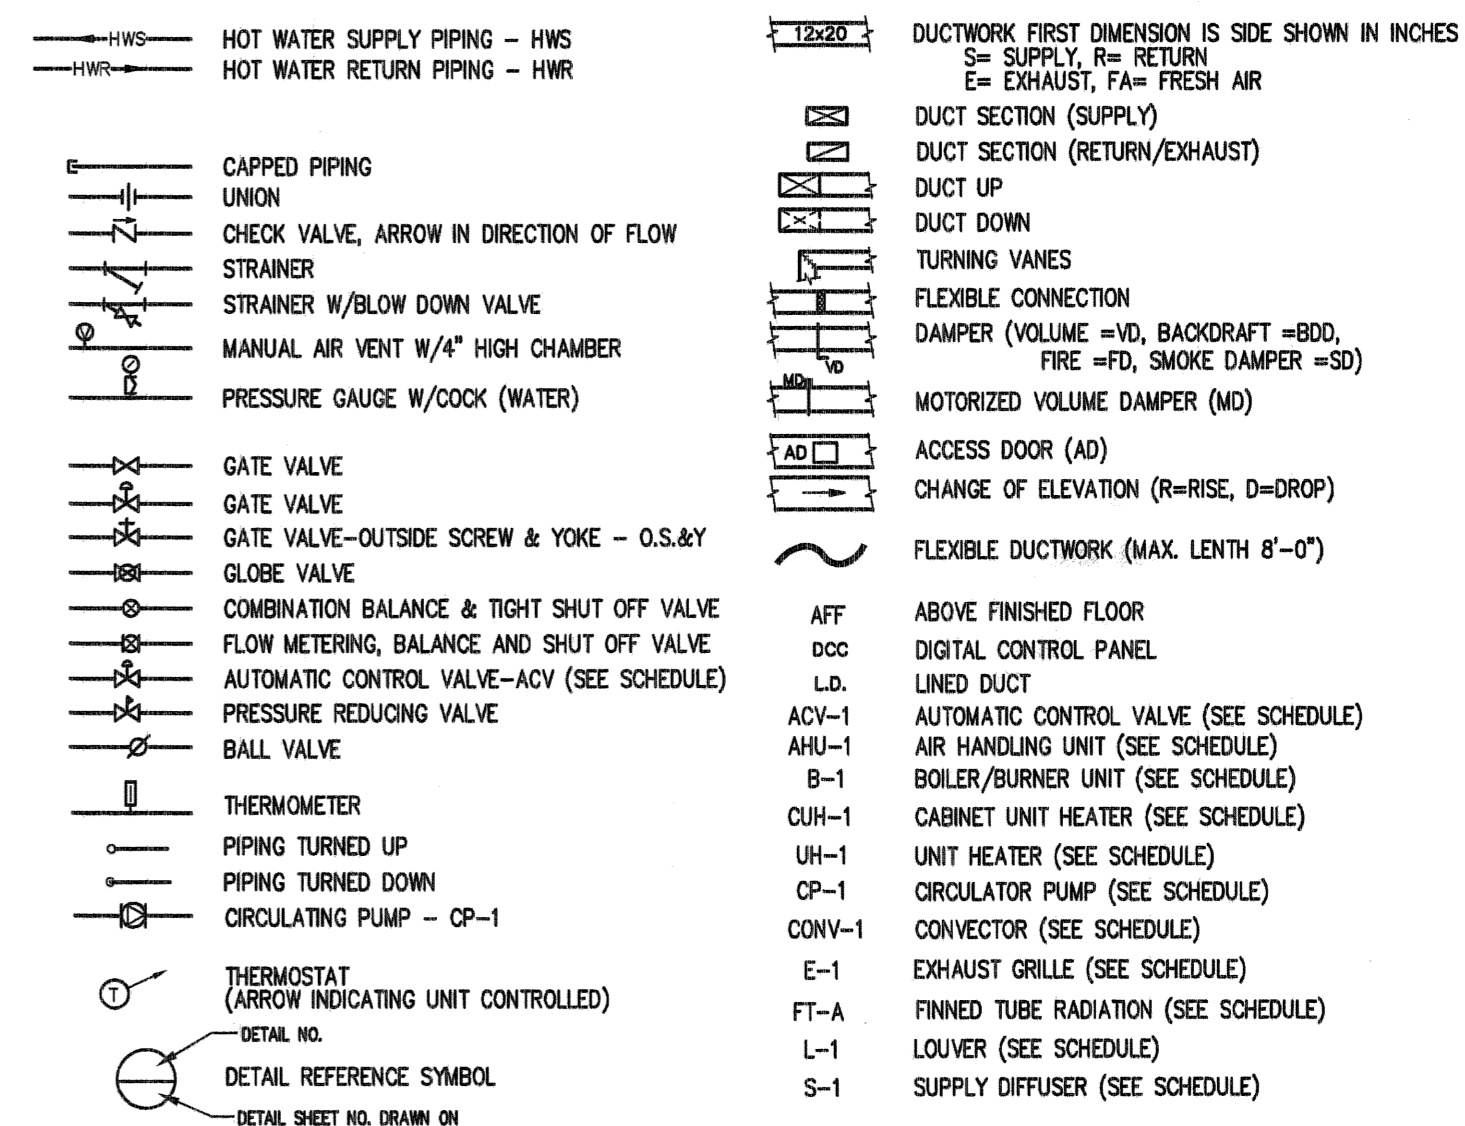 HWS HOT WATER SUPPLY PIPING - HWS
HWR HOT WATER RETURN PIPING - HWR
CAPPED PIPING
UNION
CHECK VALVE, ARROW IN DIRECTION OF FLOW
STRAINER
STRAINER W/BLOW DOWN VALVE
V
MANUAL AIR VENT W/4" HIGH CHAMBER
PRESSURE GAUGE W/COCK (WATER)
GATE VALVE
GATE VALVE
GATE VALVE-OUTSIDE SCREW & YOKE - O.S.&Y
GLOBE VALVE
COMBINATION BALANCE & TIGHT SHUT OFF VALVE
FLOW METERING, BALANCE AND SHUT OFF VALVE
AUTOMATIC CONTROL VALVE-ACV (SEE SCHEDULE)
PRESSURE REDUCING VALVE
BALL VALVE
THERMOMETER
PIPING TURNED UP
PIPING TURNED DOWN
CIRCULATING PUMP - CP-1
T THERMOSTAT
(ARROW INDICATING UNIT CONTROLLED)
DETAIL NO.
DETAIL REFERENCE SYMBOL
DETAIL SHEET NO. DRAWN ON
12x20 DUCTWORK FIRST DIMENSION IS SIDE SHOWN IN INCHES
S= SUPPLY, R= RETURN
E= EXHAUST, FA= FRESH AIR
DUCT SECTION (SUPPLY)
DUCT SECTION (RETURN/EXHAUST)
DUCT UP
DUCT DOWN
TURNING VANES
FLEXIBLE CONNECTION
DAMPER (VOLUME =VD, BACKDRAFT =BDD,
FIRE =FD, SMOKE DAMPER =SD)
VD
MD
MOTORIZED VOLUME DAMPER (MD)
AD ACCESS DOOR (AD)
CHANGE OF ELEVATION (R=RISE, D=DROP)
FLEXIBLE DUCTWORK (MAX. LENTH 8'-0")
AFF ABOVE FINISHED FLOOR
DCC DIGITAL CONTROL PANEL
L.D. LINED DUCT
ACV-1 AUTOMATIC CONTROL VALVE (SEE SCHEDULE)
AHU-1 AIR HANDLING UNIT (SEE SCHEDULE)
B-1 BOILER/BURNER UNIT (SEE SCHEDULE)
CUH-1 CABINET UNIT HEATER (SEE SCHEDULE)
UH-1 UNIT HEATER (SEE SCHEDULE)
CP-1 CIRCULATOR PUMP (SEE SCHEDULE)
CONV-1 CONVECTOR (SEE SCHEDULE)
E-1 EXHAUST GRILLE (SEE SCHEDULE)
FT-A FINNED TUBE RADIATION (SEE SCHEDULE)
L-1 LOUVER (SEE SCHEDULE)
S-1 SUPPLY DIFFUSER (SEE SCHEDULE)